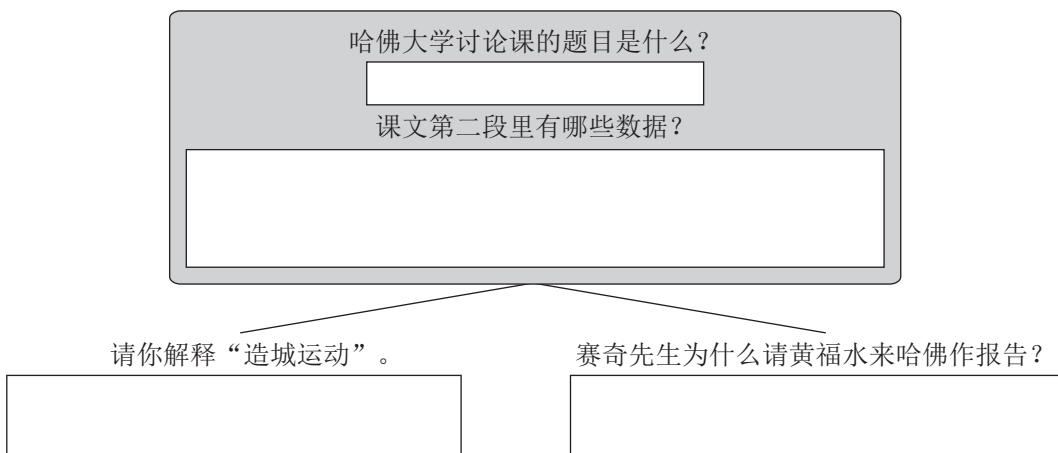 哈佛大学讨论课的题目是什么？
课文第二段里有哪些数据？
请你解释“造城运动”。
赛奇先生为什么请黄福水来哈佛作报告？